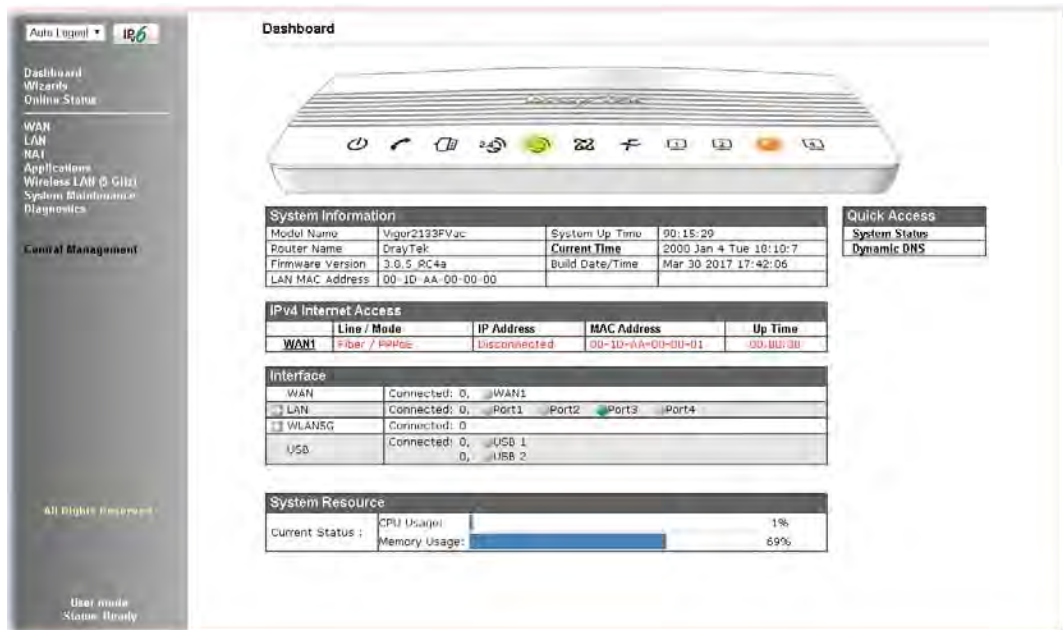 Auto Logout
IPv6
Dashboard
Wizards
Online Status
WAN
LAN
NAT
Applications
Wireless LAN (5 GHz)
System Maintenance
Diagnostics
Central Management
All Rights Reserved
User mode
Status: Ready
Dashboard
2.4G
1
2
4
System Information
Model Name Vigor2133FVac System Up Time 00:15:29
Router Name DrayTek Current Time 2000 Jan 4 Tue 18:10:7
Firmware Version 3.8.5_RC4a Build Date/Time Mar 30 2017 17:42:06
LAN MAC Address 00-1D-AA-00-00-00
Quick Access
System Status
Dynamic DNS
IPv4 Internet Access
Line / Mode IP Address MAC Address Up Time
WAN1 Fiber / PPPoE Disconnected 00-1D-AA-00-00-01 00:00:00
Interface
WAN Connected: 0, WAN1
LAN Connected: 0, Port1 Port2 Port3 Port4
WLAN5G Connected: 0
USB Connected: 0, USB 1
0, USB 2
System Resource
Current Status :
CPU Usage: 1%
Memory Usage: 69%